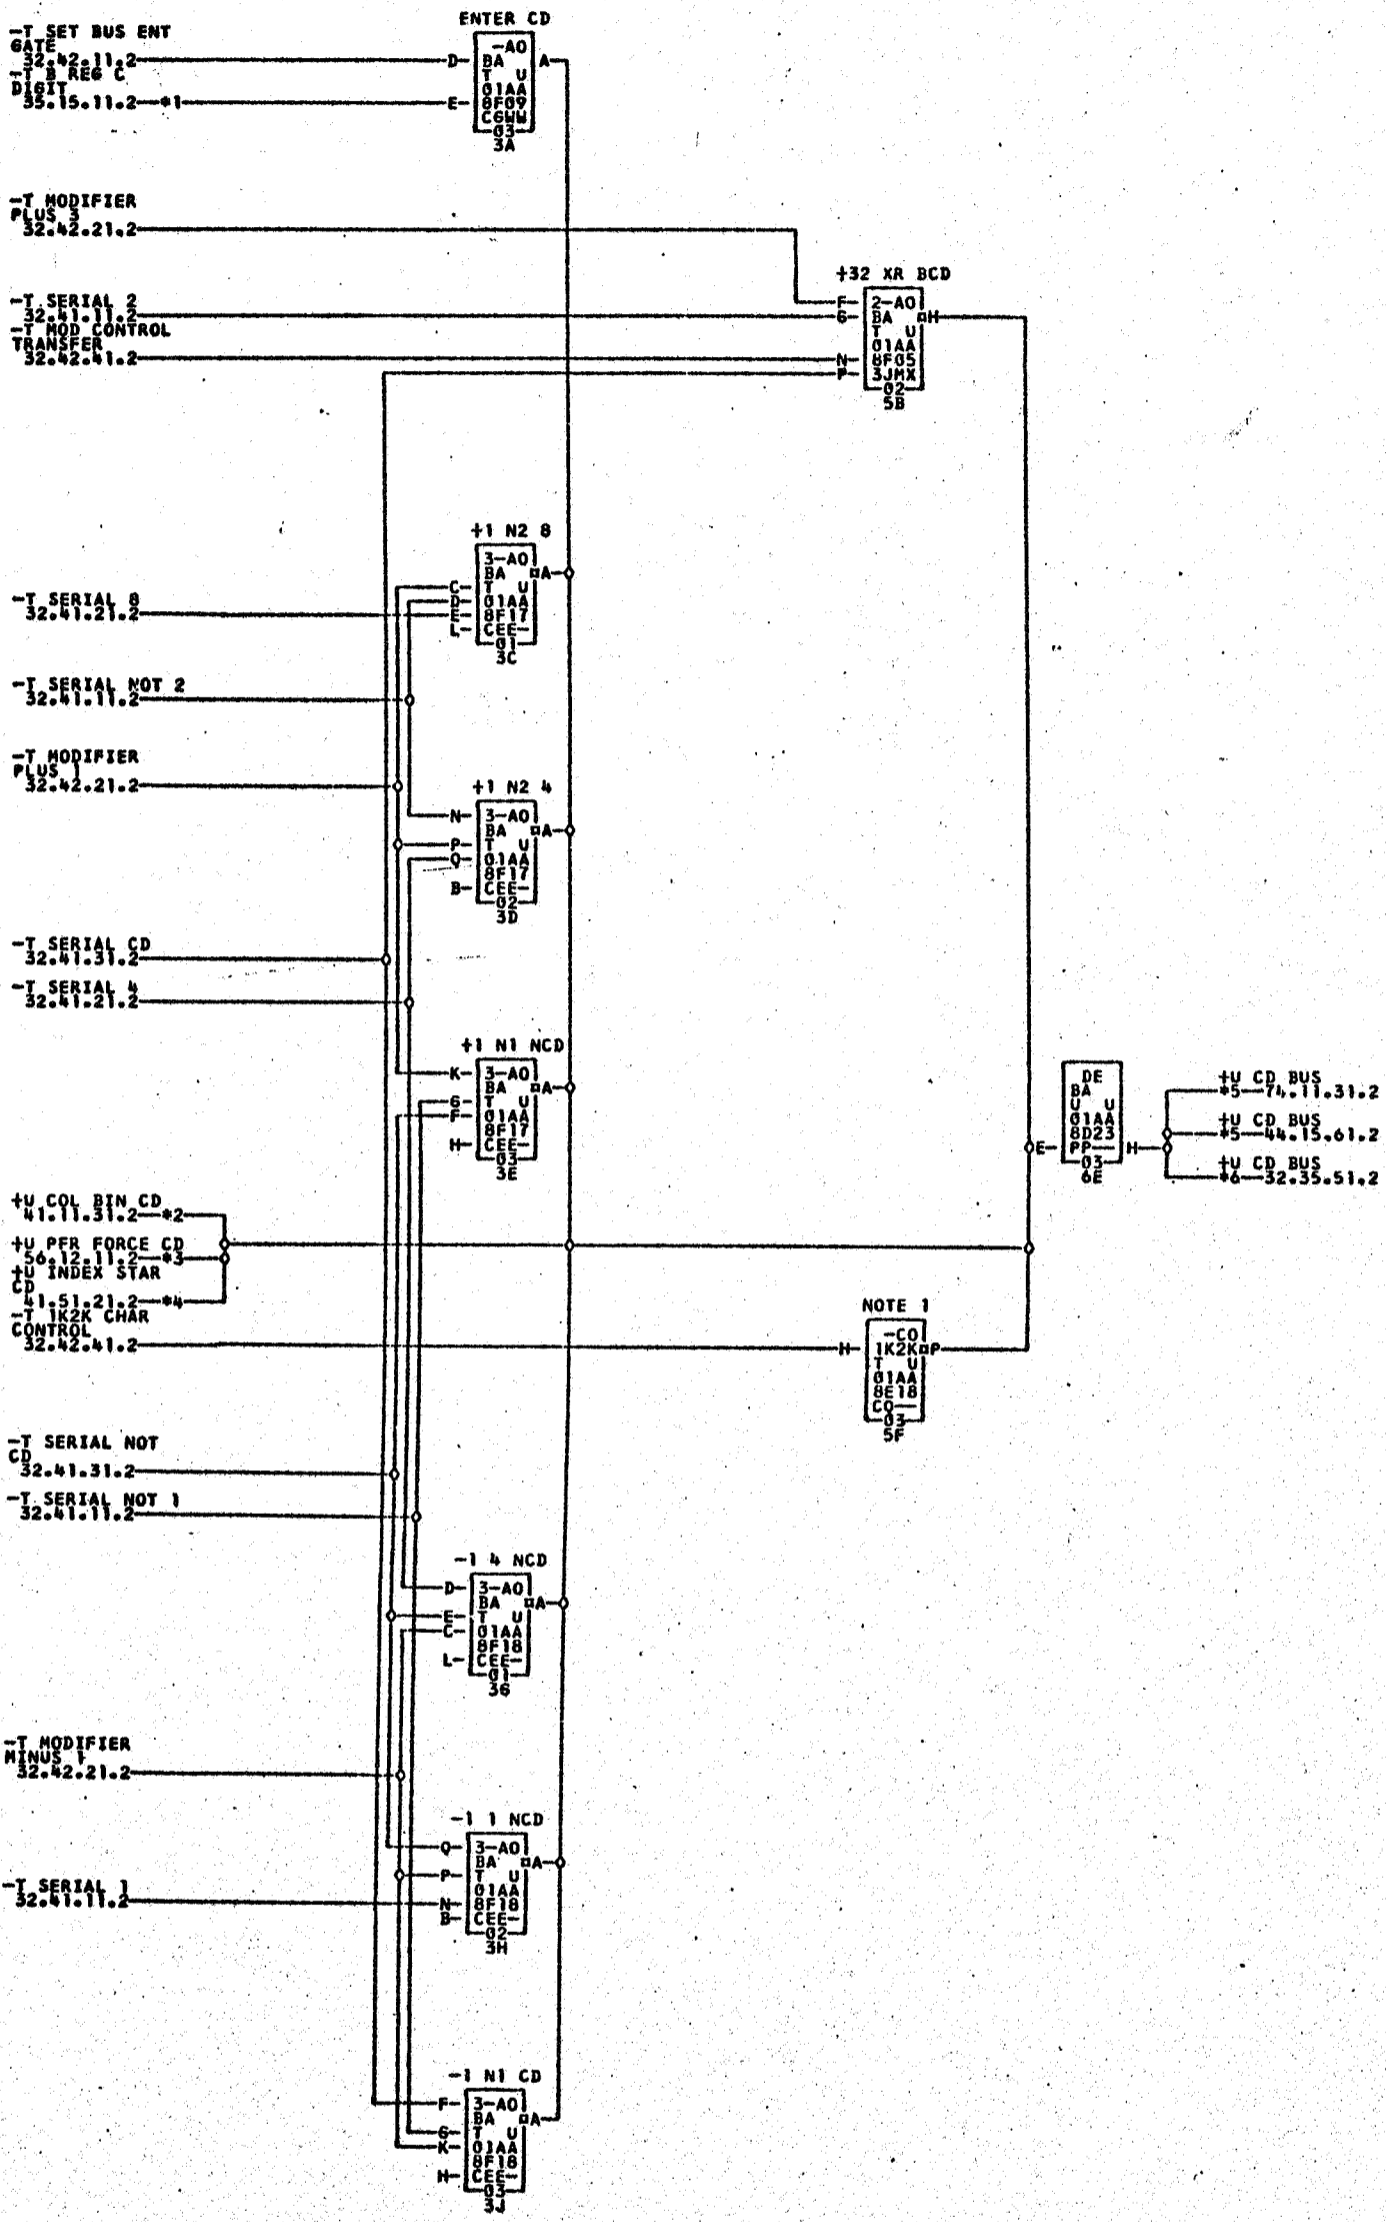 ENTER CD
-T SET BUS ENT
GATE
32.42.11.2
-T B REG C
DIGIT
35.15.11.2—*1
D
E
-AO
BA A
T U
01AA
8F09
CGWW
03
3A
-T MODIFIER
PLUS 3
32.42.21.2
-T SERIAL 2
32.41.11.2
-T MOD CONTROL
TRANSFER
32.42.41.2
+32 XR BCD
F
G
N
P
2-AO
BA H
T U
01AA
8F05
3JMX
02
5B
+1 N2 8
-T SERIAL 8
32.41.21.2
C
D
E
L
3-AO
BA A
T U
01AA
8F17
CEE-
01
3C
-T SERIAL NOT 2
32.41.11.2
-T MODIFIER
PLUS 1
32.42.21.2
+1 N2 4
N
P
Q
B
3-AO
BA A
T U
01AA
8F17
CEE-
02
3D
-T SERIAL CD
32.41.31.2
-T SERIAL 4
32.41.21.2
+1 N1 NCD
K
G
F
H
3-AO
BA A
T U
01AA
8F17
CEE-
03
3E
E
DE
BA
U U
01AA
8D23
PP— H
03
6E
+U CD BUS
*5—74.11.31.2
+U CD BUS
*5—44.15.61.2
+U CD BUS
*6—32.35.51.2
+U COL BIN CD
41.11.31.2—*2
+U PFR FORCE CD
56.12.11.2—*3
+U INDEX STAR
CD
41.51.21.2—*4
-T 1K2K CHAR
CONTROL
32.42.41.2
NOTE 1
H
-CO
1K2K P
T U
01AA
8E18
CQ—
03
5F
-T SERIAL NOT
CD
32.41.31.2
-T SERIAL NOT 1
32.41.11.2
-1 4 NCD
D
E
C
L
3-AO
BA A
T U
01AA
8F18
CEE-
01
3G
-T MODIFIER
MINUS 1
32.42.21.2
-1 1 NCD
-T SERIAL 1
32.41.11.2
Q
P
N
B
3-AO
BA A
T U
01AA
8F18
CEE-
02
3H
-1 N1 CD
F
G
K
H
3-AO
BA A
T U
01AA
8F18
CEE-
03
3J